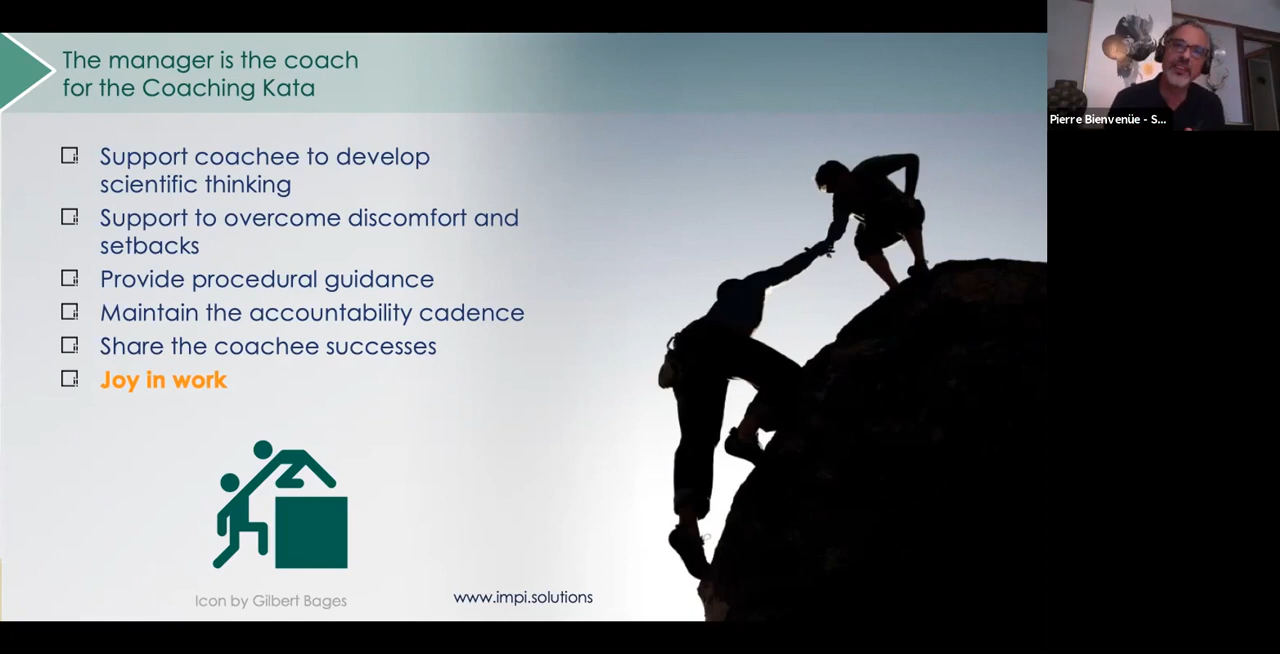 The manager is the coach
for the Coaching Kata
Support coachee to develop
scientific thinking
Support to overcome discomfort and
setbacks
Provide procedural guidance
Maintain the accountability cadence
Share the coachee successes
Joy in work
Icon by Gilbert Bages
www.impi.solutions
Pierre Bienvenüe - S...